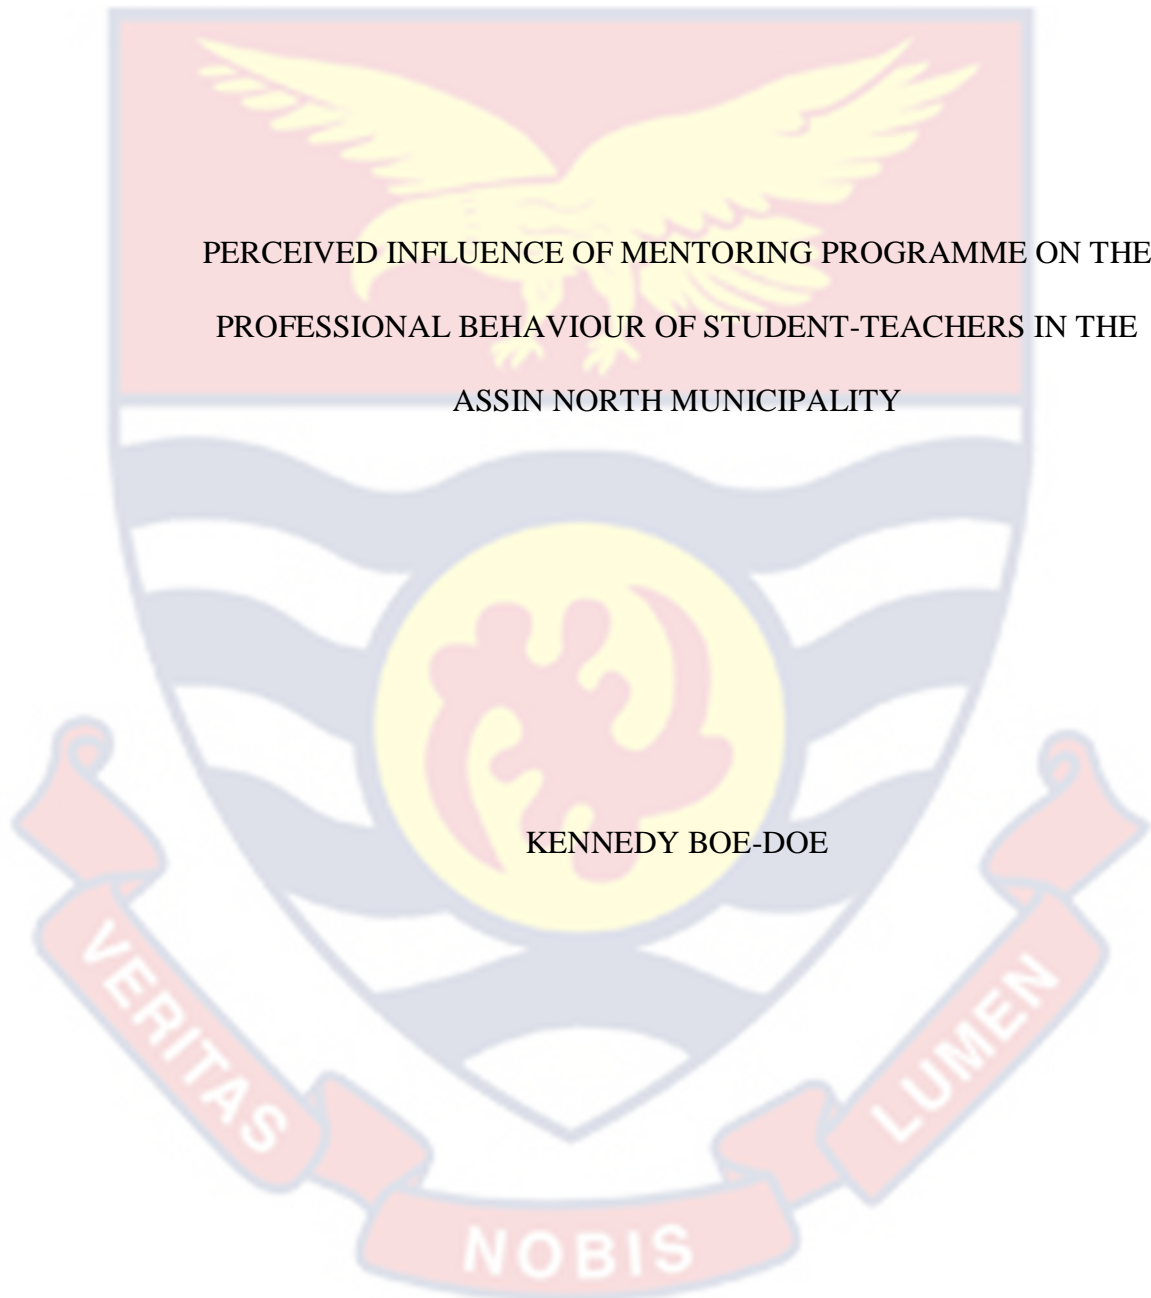 PERCEIVED INFLUENCE OF MENTORING PROGRAMME ON THE
PROFESSIONAL BEHAVIOUR OF STUDENT-TEACHERS IN THE
ASSIN NORTH MUNICIPALITY
KENNEDY BOE-DOE
VERITAS
NOBIS
LUMEN